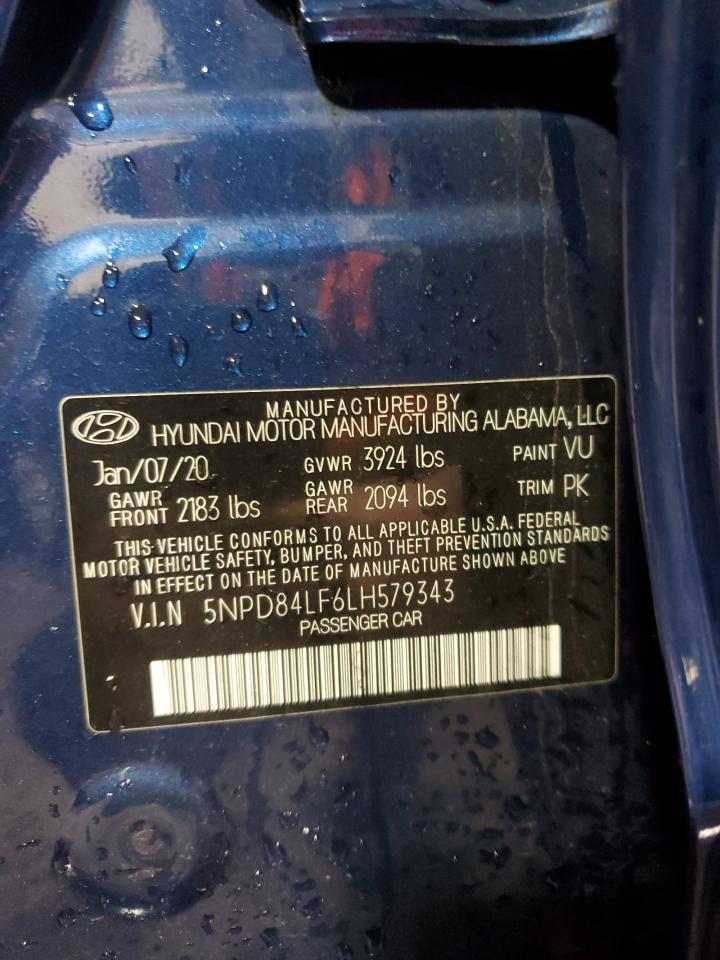 MANUFACTURED BY
HYUNDAI MOTOR MANUFACTURING ALABAMA, LLC
Jan/07/20 GVWR 3924 lbs PAINT VU
GAWR FRONT 2183 lbs GAWR REAR 2094 lbs TRIM PK
THIS VEHICLE CONFORMS TO ALL APPLICABLE U.S.A. FEDERAL
MOTOR VEHICLE SAFETY, BUMPER, AND THEFT PREVENTION STANDARDS
IN EFFECT ON THE DATE OF MANUFACTURE SHOWN ABOVE
V.I.N 5NPD84LF6LH579343
PASSENGER CAR